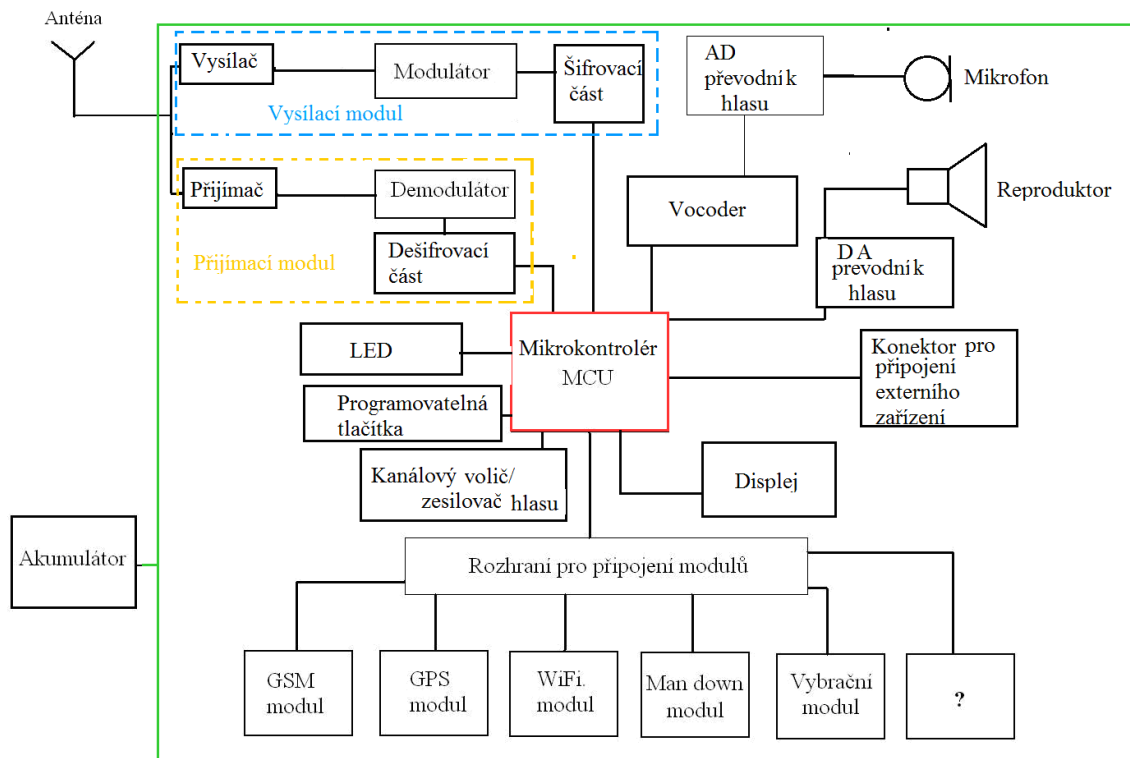 Anténa
Vysílač
Modulátor
Šifrovací
část
Vysílací modul
AD
převodník
hlasu
Mikrofon
Přijímač
Demodulátor
Dešifrovací
část
Přijímací modul
Vocoder
Reproduktor
DA
prevodník
hlasu
LED
Mikrokontrolér
MCU
Konektor pro
připojení
externího
zařízení
Programovatelná
tlačítka
Kanálový volič/
zesilovač hlasu
Displej
Akumulátor
Rozhraní pro připojení modulů
GSM
modul
GPS
modul
WiFi.
modul
Man down
modul
Vybrační
modul
?